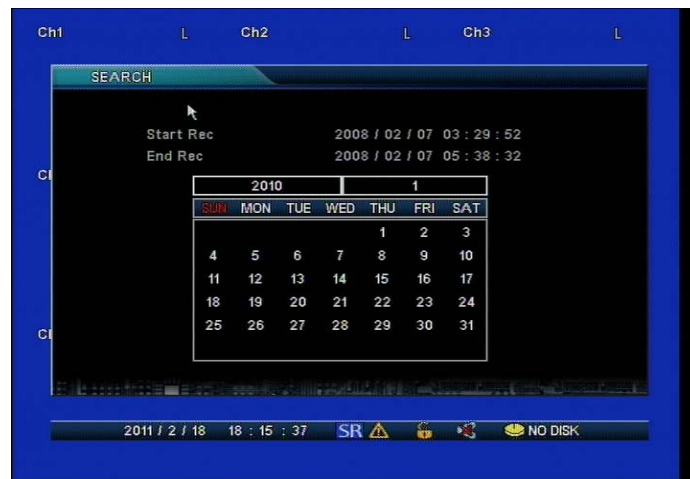 Ch1 L Ch2 L Ch3 L
SEARCH
Start Rec 2008 / 02 / 07 03 : 29 : 52
End Rec 2008 / 02 / 07 05 : 38 : 32
2010 1
SUN MON TUE WED THU FRI SAT
1 2 3
4 5 6 7 8 9 10
11 12 13 14 15 16 17
18 19 20 21 22 23 24
25 26 27 28 29 30 31
2011 / 2 / 18 18 : 15 : 37 SR NO DISK